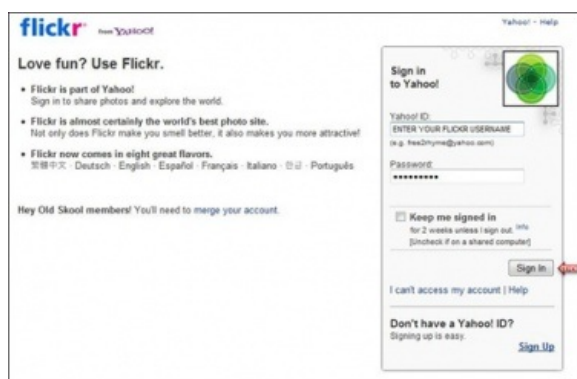 flickr from YAHOO!
Yahoo! - Help
Love fun? Use Flickr.
Flickr is part of Yahoo!
Sign in to share photos and explore the world.
Flickr is almost certainly the world's best photo site.
Not only does Flickr make you smell better, it also makes you more attractive!
Flickr now comes in eight great flavors.
繁體中文 · Deutsch · English · Español · Français · Italiano · 한글 · Português
Hey Old Skool members! You'll need to merge your account.
Sign in
to Yahoo!
Yahoo! ID:
ENTER YOUR FLICKR USERNAME
(e.g. free2rhyme@yahoo.com)
Password:
Keep me signed in
for 2 weeks unless I sign out. Info
[Uncheck if on a shared computer]
Sign In
I can't access my account | Help
Don't have a Yahoo! ID?
Signing up is easy.
Sign Up